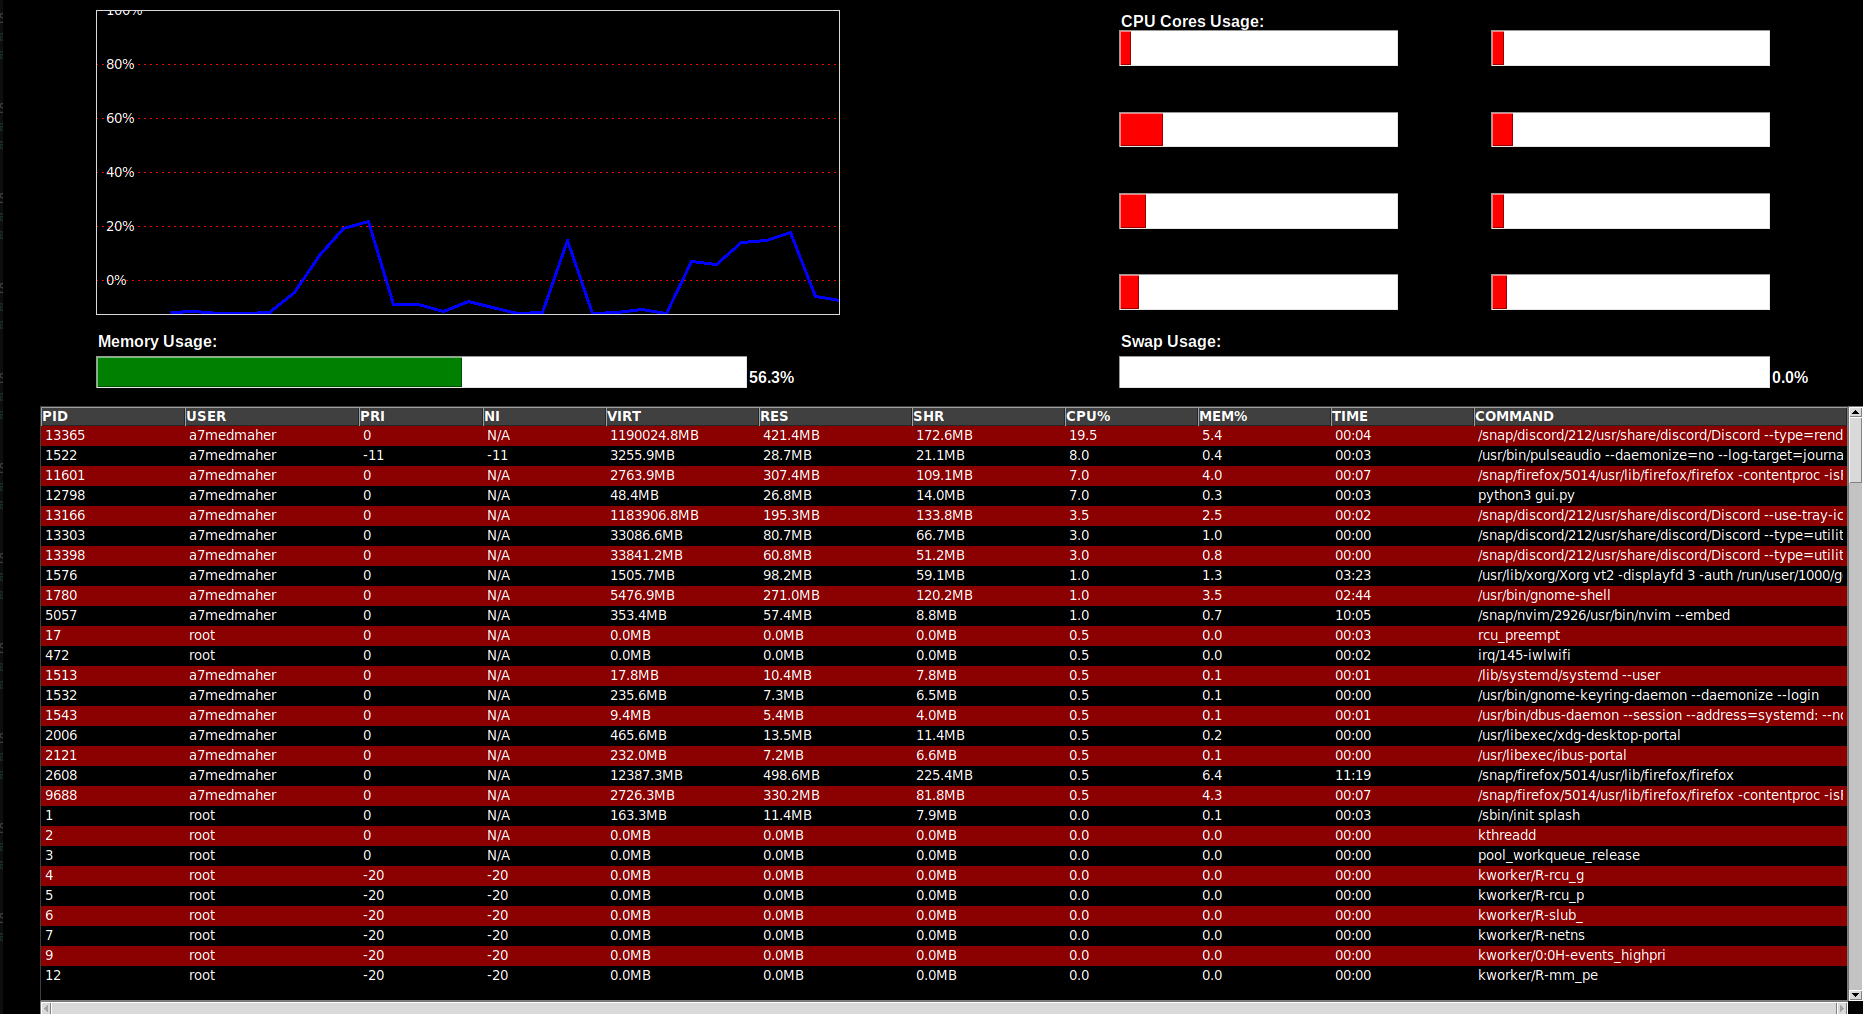 100%
80%
60%
40%
20%
0%
CPU Cores Usage:
Memory Usage:
56.3%
Swap Usage:
0.0%
PID USER PRI NI VIRT RES SHR CPU% MEM% TIME COMMAND
13365 a7medmaher 0 N/A 1190024.8MB 421.4MB 172.6MB 19.5 5.4 00:04 /snap/discord/212/usr/share/discord/Discord --type=rend
1522 a7medmaher -11 -11 3255.9MB 28.7MB 21.1MB 8.0 0.4 00:03 /usr/bin/pulseaudio --daemonize=no --log-target=journa
11601 a7medmaher 0 N/A 2763.9MB 307.4MB 109.1MB 7.0 4.0 00:07 /snap/firefox/5014/usr/lib/firefox/firefox -contentproc -isl
12798 a7medmaher 0 N/A 48.4MB 26.8MB 14.0MB 7.0 0.3 00:03 python3 gui.py
13166 a7medmaher 0 N/A 1183906.8MB 195.3MB 133.8MB 3.5 2.5 00:02 /snap/discord/212/usr/share/discord/Discord --use-tray-ic
13303 a7medmaher 0 N/A 33086.6MB 80.7MB 66.7MB 3.0 1.0 00:00 /snap/discord/212/usr/share/discord/Discord --type=utilit
13398 a7medmaher 0 N/A 33841.2MB 60.8MB 51.2MB 3.0 0.8 00:00 /snap/discord/212/usr/share/discord/Discord --type=utilit
1576 a7medmaher 0 N/A 1505.7MB 98.2MB 59.1MB 1.0 1.3 03:23 /usr/lib/xorg/Xorg vt2 -displayfd 3 -auth /run/user/1000/g
1780 a7medmaher 0 N/A 5476.9MB 271.0MB 120.2MB 1.0 3.5 02:44 /usr/bin/gnome-shell
5057 a7medmaher 0 N/A 353.4MB 57.4MB 8.8MB 1.0 0.7 10:05 /snap/nvim/2926/usr/bin/nvim --embed
17 root 0 N/A 0.0MB 0.0MB 0.0MB 0.5 0.0 00:03 rcu_preempt
472 root 0 N/A 0.0MB 0.0MB 0.0MB 0.5 0.0 00:02 irq/145-iwlwifi
1513 a7medmaher 0 N/A 17.8MB 10.4MB 7.8MB 0.5 0.1 00:01 /lib/systemd/systemd --user
1532 a7medmaher 0 N/A 235.6MB 7.3MB 6.5MB 0.5 0.1 00:00 /usr/bin/gnome-keyring-daemon --daemonize --login
1543 a7medmaher 0 N/A 9.4MB 5.4MB 4.0MB 0.5 0.1 00:01 /usr/bin/dbus-daemon --session --address=systemd: --no
2006 a7medmaher 0 N/A 465.6MB 13.5MB 11.4MB 0.5 0.2 00:00 /usr/libexec/xdg-desktop-portal
2121 a7medmaher 0 N/A 232.0MB 7.2MB 6.6MB 0.5 0.1 00:00 /usr/libexec/ibus-portal
2608 a7medmaher 0 N/A 12387.3MB 498.6MB 225.4MB 0.5 6.4 11:19 /snap/firefox/5014/usr/lib/firefox/firefox
9688 a7medmaher 0 N/A 2726.3MB 330.2MB 81.8MB 0.5 4.3 00:07 /snap/firefox/5014/usr/lib/firefox/firefox -contentproc -isl
1 root 0 N/A 163.3MB 11.4MB 7.9MB 0.0 0.1 00:03 /sbin/init splash
2 root 0 N/A 0.0MB 0.0MB 0.0MB 0.0 0.0 00:00 kthreadd
3 root 0 N/A 0.0MB 0.0MB 0.0MB 0.0 0.0 00:00 pool_workqueue_release
4 root -20 -20 0.0MB 0.0MB 0.0MB 0.0 0.0 00:00 kworker/R-rcu_g
5 root -20 -20 0.0MB 0.0MB 0.0MB 0.0 0.0 00:00 kworker/R-rcu_p
6 root -20 -20 0.0MB 0.0MB 0.0MB 0.0 0.0 00:00 kworker/R-slub_
7 root -20 -20 0.0MB 0.0MB 0.0MB 0.0 0.0 00:00 kworker/R-netns
9 root -20 -20 0.0MB 0.0MB 0.0MB 0.0 0.0 00:00 kworker/0:0H-events_highpri
12 root -20 -20 0.0MB 0.0MB 0.0MB 0.0 0.0 00:00 kworker/R-mm_pe